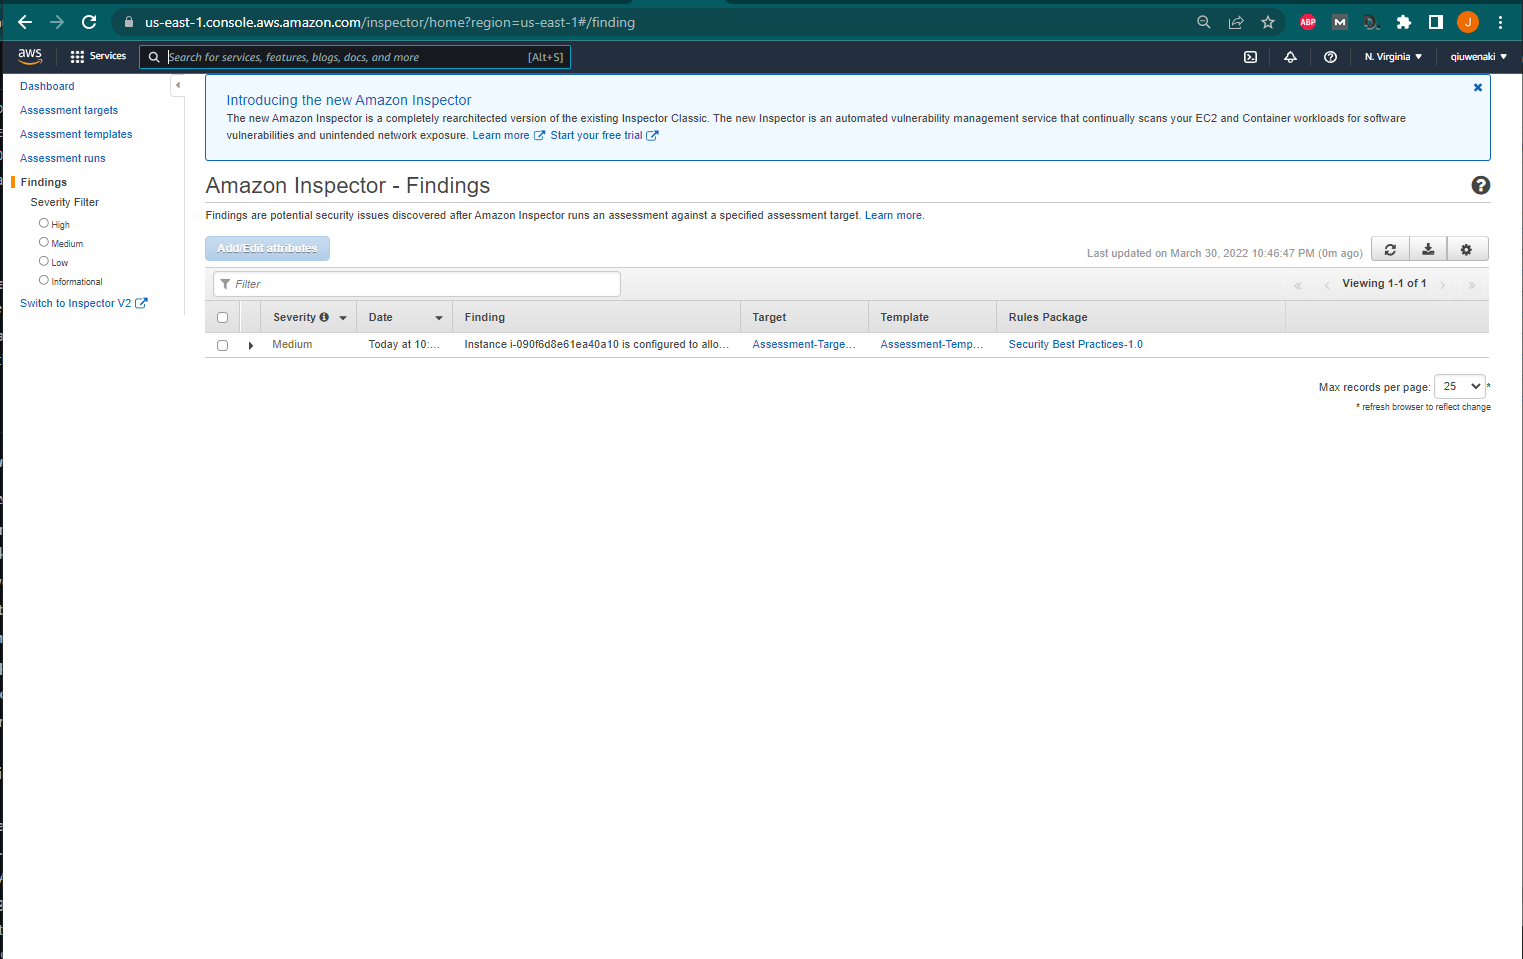 us-east-1.console.aws.amazon.com/inspector/home?region=us-east-1#/finding
ABP
M
J
aws
Services
Search for services, features, blogs, docs, and more
[Alt+S]
N. Virginia
qiuwenaki
Dashboard
Assessment targets
Assessment templates
Assessment runs
Findings
Severity Filter
High
Medium
Low
Informational
Switch to Inspector V2
Introducing the new Amazon Inspector
The new Amazon Inspector is a completely rearchitected version of the existing Inspector Classic. The new Inspector is an automated vulnerability management service that continually scans your EC2 and Container workloads for software
vulnerabilities and unintended network exposure. Learn more Start your free trial
Amazon Inspector - Findings
Findings are potential security issues discovered after Amazon Inspector runs an assessment against a specified assessment target. Learn more.
Add/Edit attributes
Last updated on March 30, 2022 10:46:47 PM (0m ago)
Filter
Viewing 1-1 of 1
Severity Date Finding Target Template Rules Package
Medium Today at 10:... Instance i-090f6d8e61ea40a10 is configured to allo... Assessment-Targe... Assessment-Temp... Security Best Practices-1.0
Max records per page: 25 *
* refresh browser to reflect change